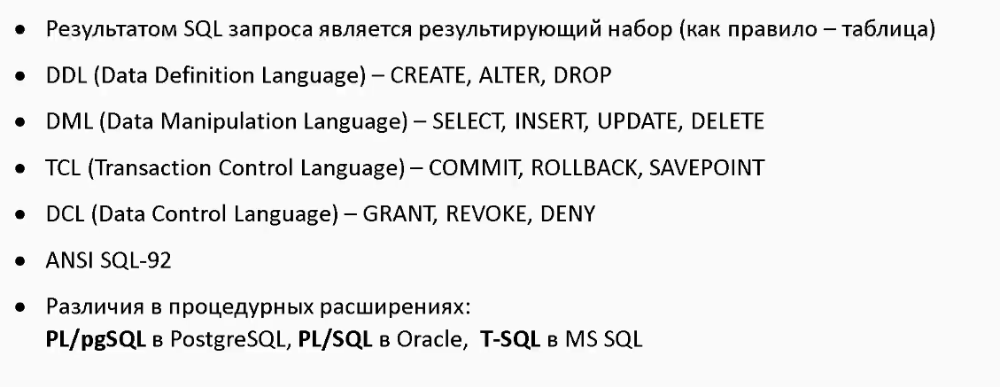 ● Результатом SQL запроса является результирующий набор (как правило – таблица)
● DDL (Data Definition Language) – CREATE, ALTER, DROP
● DML (Data Manipulation Language) – SELECT, INSERT, UPDATE, DELETE
● TCL (Transaction Control Language) – COMMIT, ROLLBACK, SAVEPOINT
● DCL (Data Control Language) – GRANT, REVOKE, DENY
● ANSI SQL-92
● Различия в процедурных расширениях:
PL/pgSQL в PostgreSQL, PL/SQL в Oracle, T-SQL в MS SQL